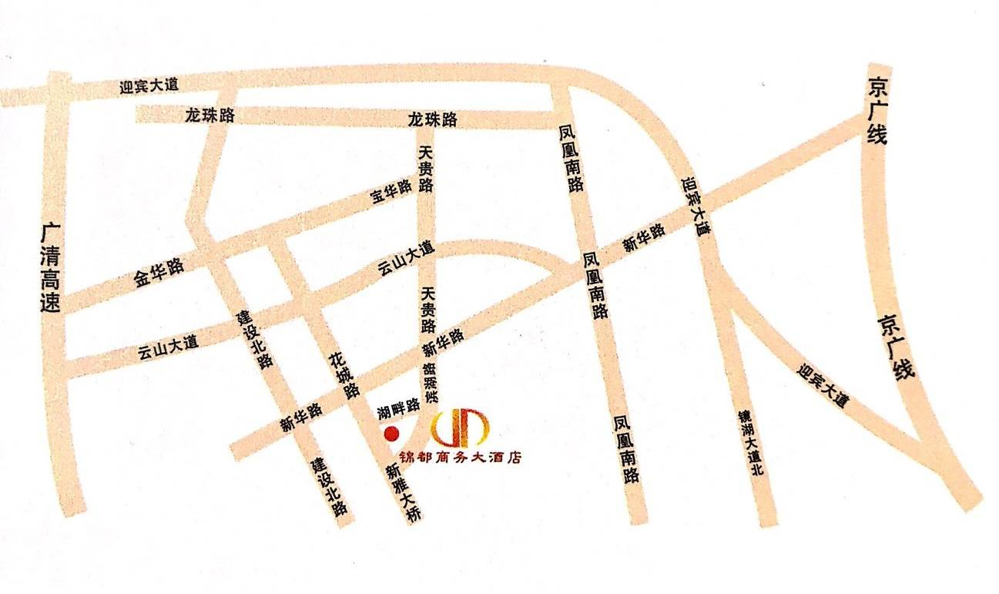 迎宾大道
龙珠路
龙珠路
京广线
凤凰南路
天贵路
宝华路
迎宾大道
广清高速
新华路
云山大道
金华路
凤凰南路
天贵路
建设北路
云山大道
新华路
花城路
京广线
滨湖路
迎宾大道
湖畔路
新华路
镜湖大道北
凤凰南路
锦都商务大酒店
建设北路
新雅大桥